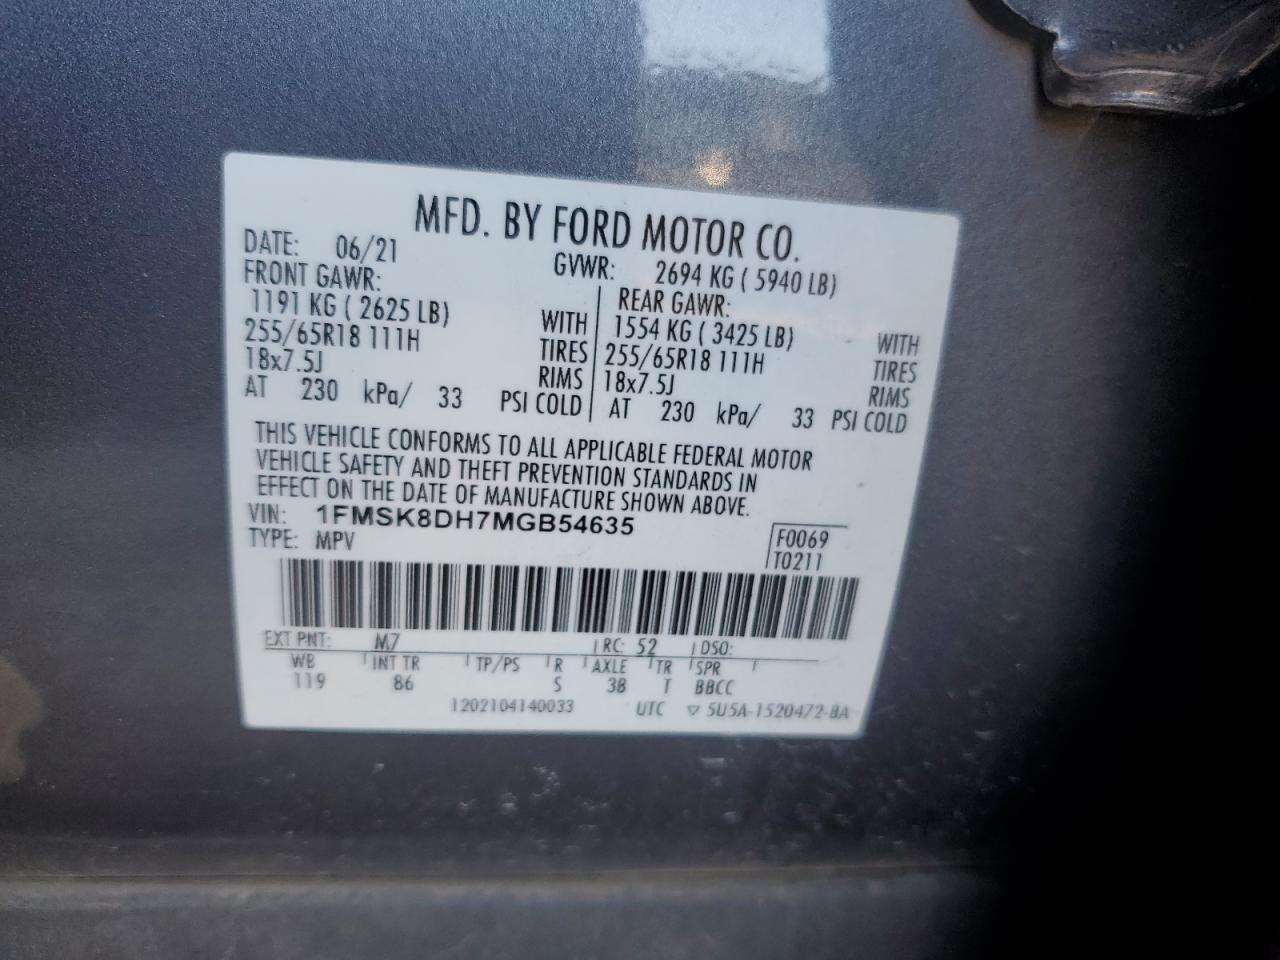 MFD. BY FORD MOTOR CO.
DATE: 06/21
GVWR: 2694 KG ( 5940 LB)
FRONT GAWR:
1191 KG ( 2625 LB) WITH
255/65R18 111H TIRES
18x7.5J RIMS
AT 230 kPa/ 33 PSI COLD
REAR GAWR:
1554 KG ( 3425 LB) WITH
255/65R18 111H TIRES
18x7.5J RIMS
AT 230 kPa/ 33 PSI COLD
THIS VEHICLE CONFORMS TO ALL APPLICABLE FEDERAL MOTOR
VEHICLE SAFETY AND THEFT PREVENTION STANDARDS IN
EFFECT ON THE DATE OF MANUFACTURE SHOWN ABOVE.
VIN: 1FMSK8DH7MGB54635
TYPE: MPV
F0069
T0211
EXT PNT: M7 RC: 52 DSO:
WB INT TR TP/PS R AXLE TR SPR
119 86 S 38 T BBCC
1202104140033 UTC ▽ 5U5A-1520472-BA